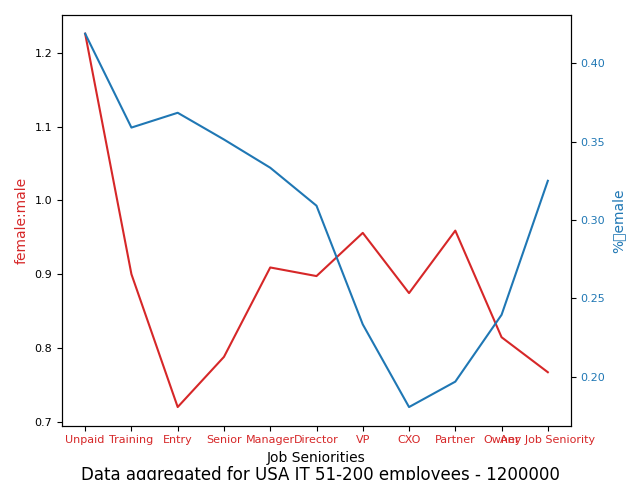 1.2
1.1
1.0
0.9
0.8
0.7
female:male
0.40
0.35
0.30
0.25
0.20
%▯emale
Unpaid Training Entry Senior Manager Director VP CXO Partner Owner Any Job Seniority
Job Seniorities
Data aggregated for USA IT 51-200 employees - 1200000